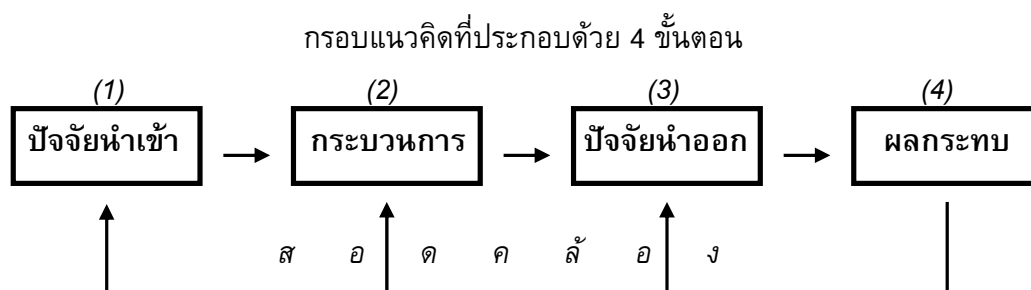 กรอบแนวคิดที่ประกอบด้วย 4 ขั้นตอน
(1) (2) (3) (4)
ปัจจัยนำเข้า กระบวนการ ปัจจัยนำออก ผลกระทบ
ส อ ด ค ล้ อ ง